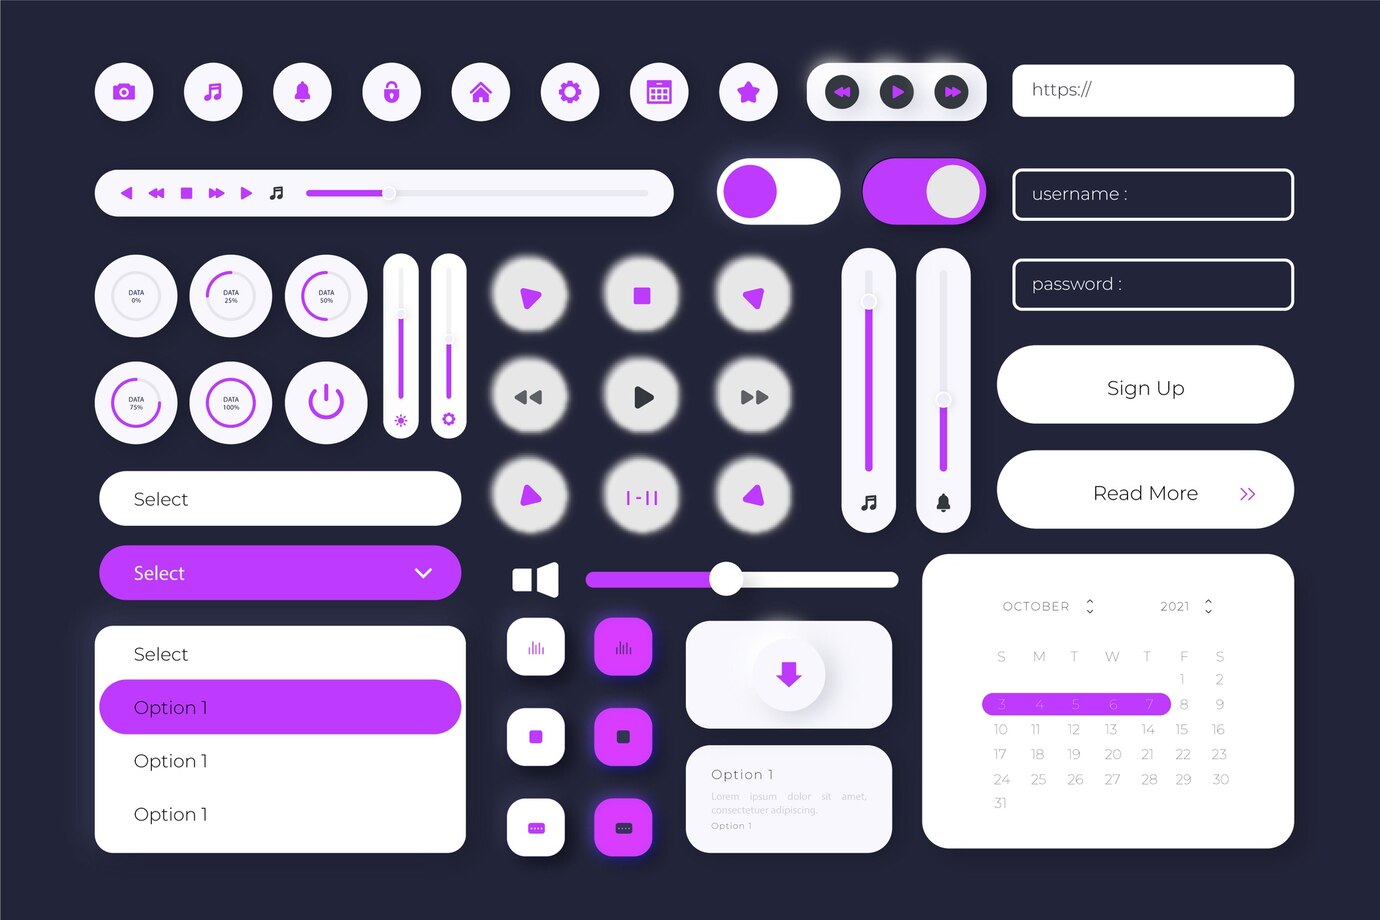 https://
username :
password :
DATA
0%
DATA
25%
DATA
50%
DATA
75%
DATA
100%
Sign Up
Read More
Select
Select
Select
Option 1
Option 1
Option 1
Option 1
Lorem ipsum dolor sit amet,
consectetuer adipiscing.
Option 1
OCTOBER 2021
S M T W T F S
1 2
3 4 5 6 7 8 9
10 11 12 13 14 15 16
17 18 19 20 21 22 23
24 25 26 27 28 29 30
31